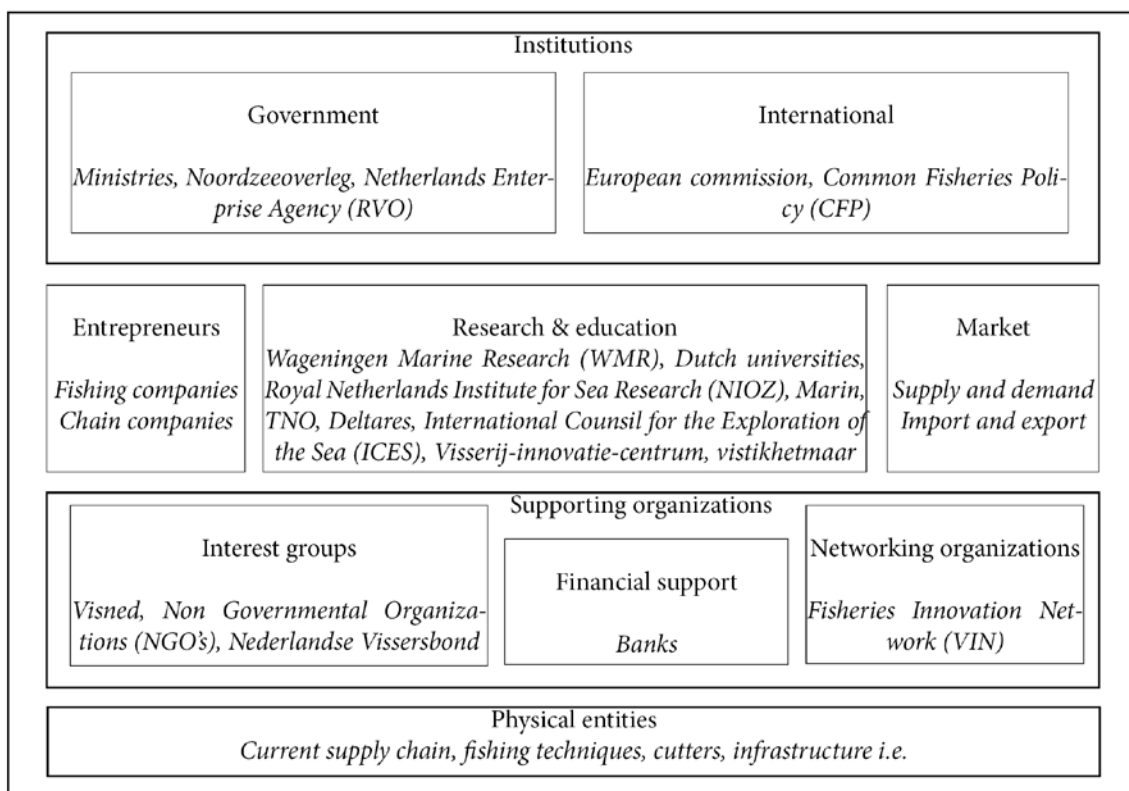 Institutions
Government
Ministries, Noordzeeoverleg, Netherlands Enter-
prise Agency (RVO)
International
European commission, Common Fisheries Poli-
cy (CFP)
Entrepreneurs
Fishing companies
Chain companies
Research & education
Wageningen Marine Research (WMR), Dutch universities,
Royal Netherlands Institute for Sea Research (NIOZ), Marin,
TNO, Deltares, International Counsil for the Exploration of
the Sea (ICES), Visserij-innovatie-centrum, vistikhetmaar
Market
Supply and demand
Import and export
Supporting organizations
Interest groups
Visned, Non Governmental Organiza-
tions (NGO's), Nederlandse Vissersbond
Financial support
Banks
Networking organizations
Fisheries Innovation Net-
work (VIN)
Physical entities
Current supply chain, fishing techniques, cutters, infrastructure i.e.